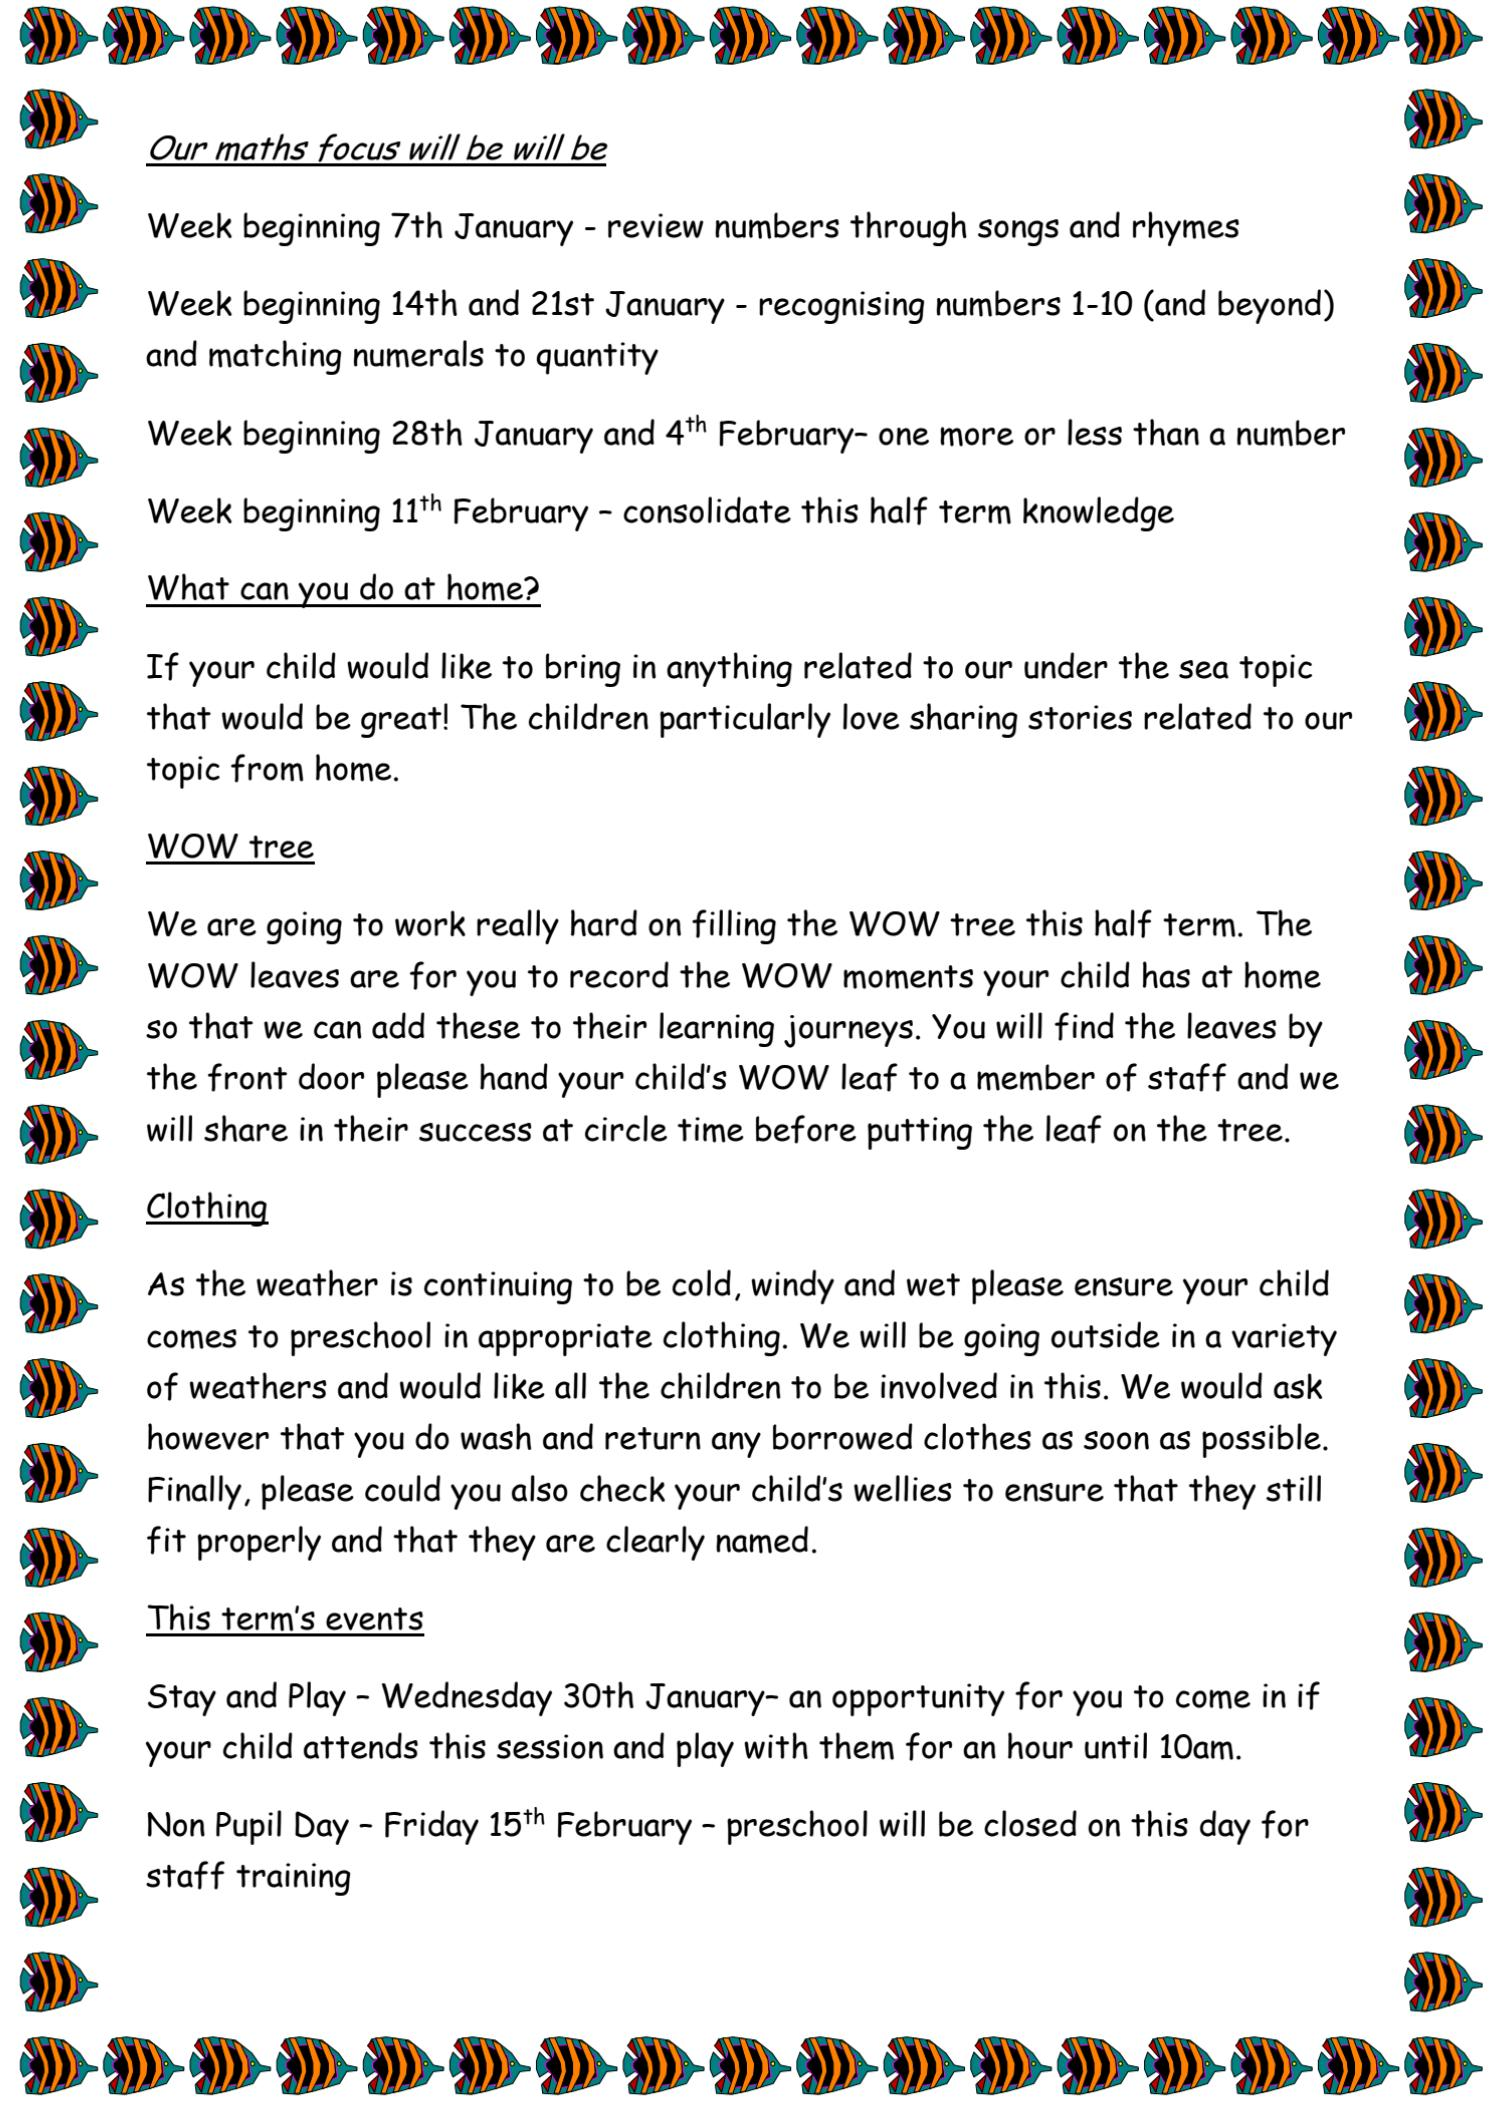 Our maths focus will be will be
Week beginning 7th January - review numbers through songs and rhymes
Week beginning 14th and 21st January - recognising numbers 1-10 (and beyond)
and matching numerals to quantity
Week beginning 28th January and 4th February– one more or less than a number
Week beginning 11th February – consolidate this half term knowledge
What can you do at home?
If your child would like to bring in anything related to our under the sea topic
that would be great! The children particularly love sharing stories related to our
topic from home.
WOW tree
We are going to work really hard on filling the WOW tree this half term. The
WOW leaves are for you to record the WOW moments your child has at home
so that we can add these to their learning journeys. You will find the leaves by
the front door please hand your child's WOW leaf to a member of staff and we
will share in their success at circle time before putting the leaf on the tree.
Clothing
As the weather is continuing to be cold, windy and wet please ensure your child
comes to preschool in appropriate clothing. We will be going outside in a variety
of weathers and would like all the children to be involved in this. We would ask
however that you do wash and return any borrowed clothes as soon as possible.
Finally, please could you also check your child's wellies to ensure that they still
fit properly and that they are clearly named.
This term's events
Stay and Play – Wednesday 30th January– an opportunity for you to come in if
your child attends this session and play with them for an hour until 10am.
Non Pupil Day – Friday 15th February – preschool will be closed on this day for
staff training